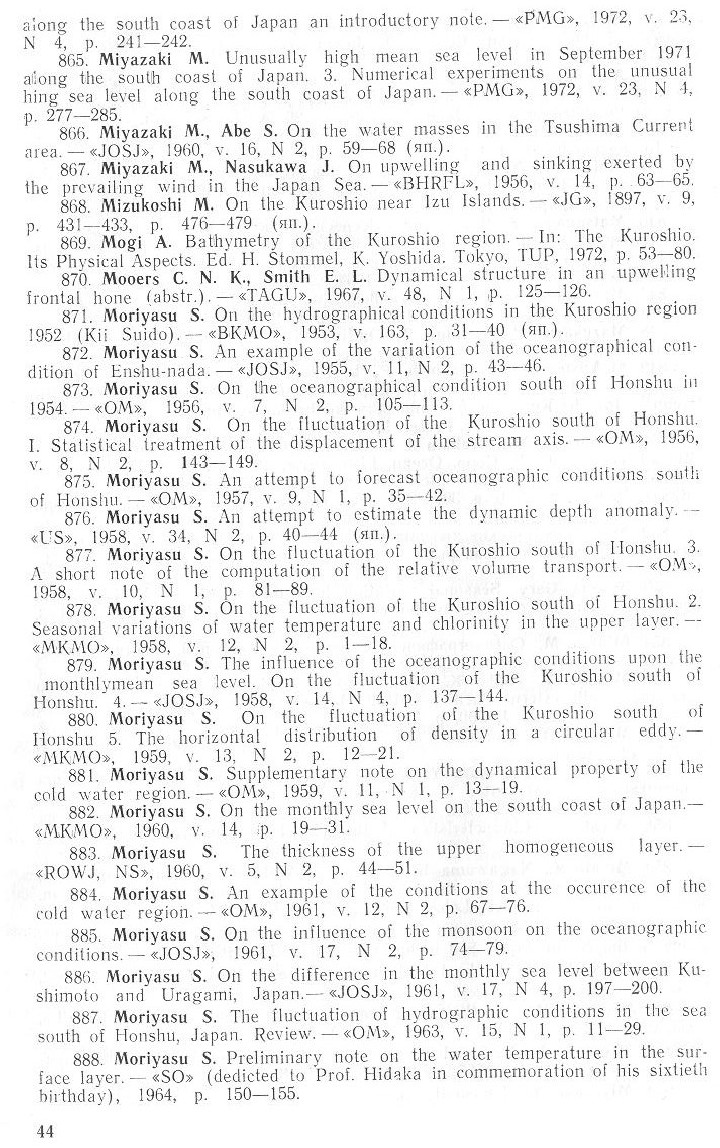 along the south coast of Japan an introductory note. — «PMG», 1972, v. 23,
N 4, p. 241—242.
865. Miyazaki M. Unusually high mean sea level in September 1971
along the south coast of Japan. 3. Numerical experiments on the unusual
hing sea level along the south coast of Japan. — «PMG», 1972, v. 23, N 4,
p. 277—285.
866. Miyazaki M., Abe S. On the water masses in the Tsushima Current
area. — «JOSJ», 1960, v. 16, N 2, p. 59—68 (яп.).
867. Miyazaki M., Nasukawa J. On upwelling and sinking exerted by
the prevailing wind in the Japan Sea. — «BHRFL», 1956, v. 14, p. 63—65.
868. Mizukoshi M. On the Kuroshio near Izu Islands. — «JG», 1897, v. 9,
p. 431—433, p. 476—479 (яп.).
869. Mogi A. Bathymetry of the Kuroshio region. — In: The Kuroshio.
Its Physical Aspects. Ed. H. Stommel, K. Yoshida. Tokyo, TUP, 1972, p. 53—80.
870. Mooers C. N. K., Smith E. L. Dynamical structure in an upwelling
frontal hone (abstr.). — «TAGU», 1967, v. 48, N 1, p. 125—126.
871. Moriyasu S. On the hydrographical conditions in the Kuroshio region
1952 (Kii Suido). — «BKMO», 1953, v. 163, p. 31—40 (яп.).
872. Moriyasu S. An example of the variation of the oceanographical con-
dition of Enshu-nada. — «JOSJ», 1955, v. 11, N 2, p. 43—46.
873. Moriyasu S. On the oceanographical condition south off Honshu in
1954. — «OM», 1956, v. 7, N 2, p. 105—113.
874. Moriyasu S. On the fluctuation of the Kuroshio south of Honshu.
I. Statistical treatment of the displacement of the stream axis. — «OM», 1956,
v. 8, N 2, p. 143—149.
875. Moriyasu S. An attempt to forecast oceanographic conditions south
of Honshu. — «OM», 1957, v. 9, N 1, p. 35—42.
876. Moriyasu S. An attempt to estimate the dynamic depth anomaly. —
«US», 1958, v. 34, N 2, p. 40—44 (яп.).
877. Moriyasu S. On the fluctuation of the Kuroshio south of Honshu. 3.
A short note of the computation of the relative volume transport. — «OM»,
1958, v. 10, N 1, p. 81—89.
878. Moriyasu S. On the fluctuation of the Kuroshio south of Honshu. 2.
Seasonal variations of water temperature and chlorinity in the upper layer. —
«MKMO», 1958, v. 12, N 2, p. 1—18.
879. Moriyasu S. The influence of the oceanographic conditions upon the
monthlymean sea level. On the fluctuation of the Kuroshio south of
Honshu. 4. — «JOSJ», 1958, v. 14, N 4, p. 137—144.
880. Moriyasu S. On the fluctuation of the Kuroshio south of
Honshu 5. The horizontal distribution of density in a circular eddy. —
«MKMO», 1959, v. 13, N 2, p. 12—21.
881. Moriyasu S. Supplementary note on the dynamical property of the
cold water region. — «OM», 1959, v. 11, N 1, p. 13—19.
882. Moriyasu S. On the monthly sea level on the south coast of Japan.—
«MKMO», 1960, v. 14, p. 19—31.
883. Moriyasu S. The thickness of the upper homogeneous layer. —
«ROWJ, NS», 1960, v. 5, N 2, p. 44—51.
884. Moriyasu S. An example of the conditions at the occurence of the
cold water region. — «OM», 1961, v. 12, N 2, p. 67—76.
885. Moriyasu S. On the influence of the monsoon on the oceanographic
conditions. — «JOSJ», 1961, v. 17, N 2, p. 74—79.
886. Moriyasu S. On the difference in the monthly sea level between Ku-
shimoto and Uragami, Japan.— «JOSJ», 1961, v. 17, N 4, p. 197—200.
887. Moriyasu S. The fluctuation of hydrographic conditions in the sea
south of Honshu, Japan. Review. — «OM», 1963, v. 15, N 1, p. 11—29.
888. Moriyasu S. Preliminary note on the water temperature in the sur-
face layer. — «SO» (dedicted to Prof. Hidaka in commemoration of his sixtieth
birthday), 1964, p. 150—155.
44